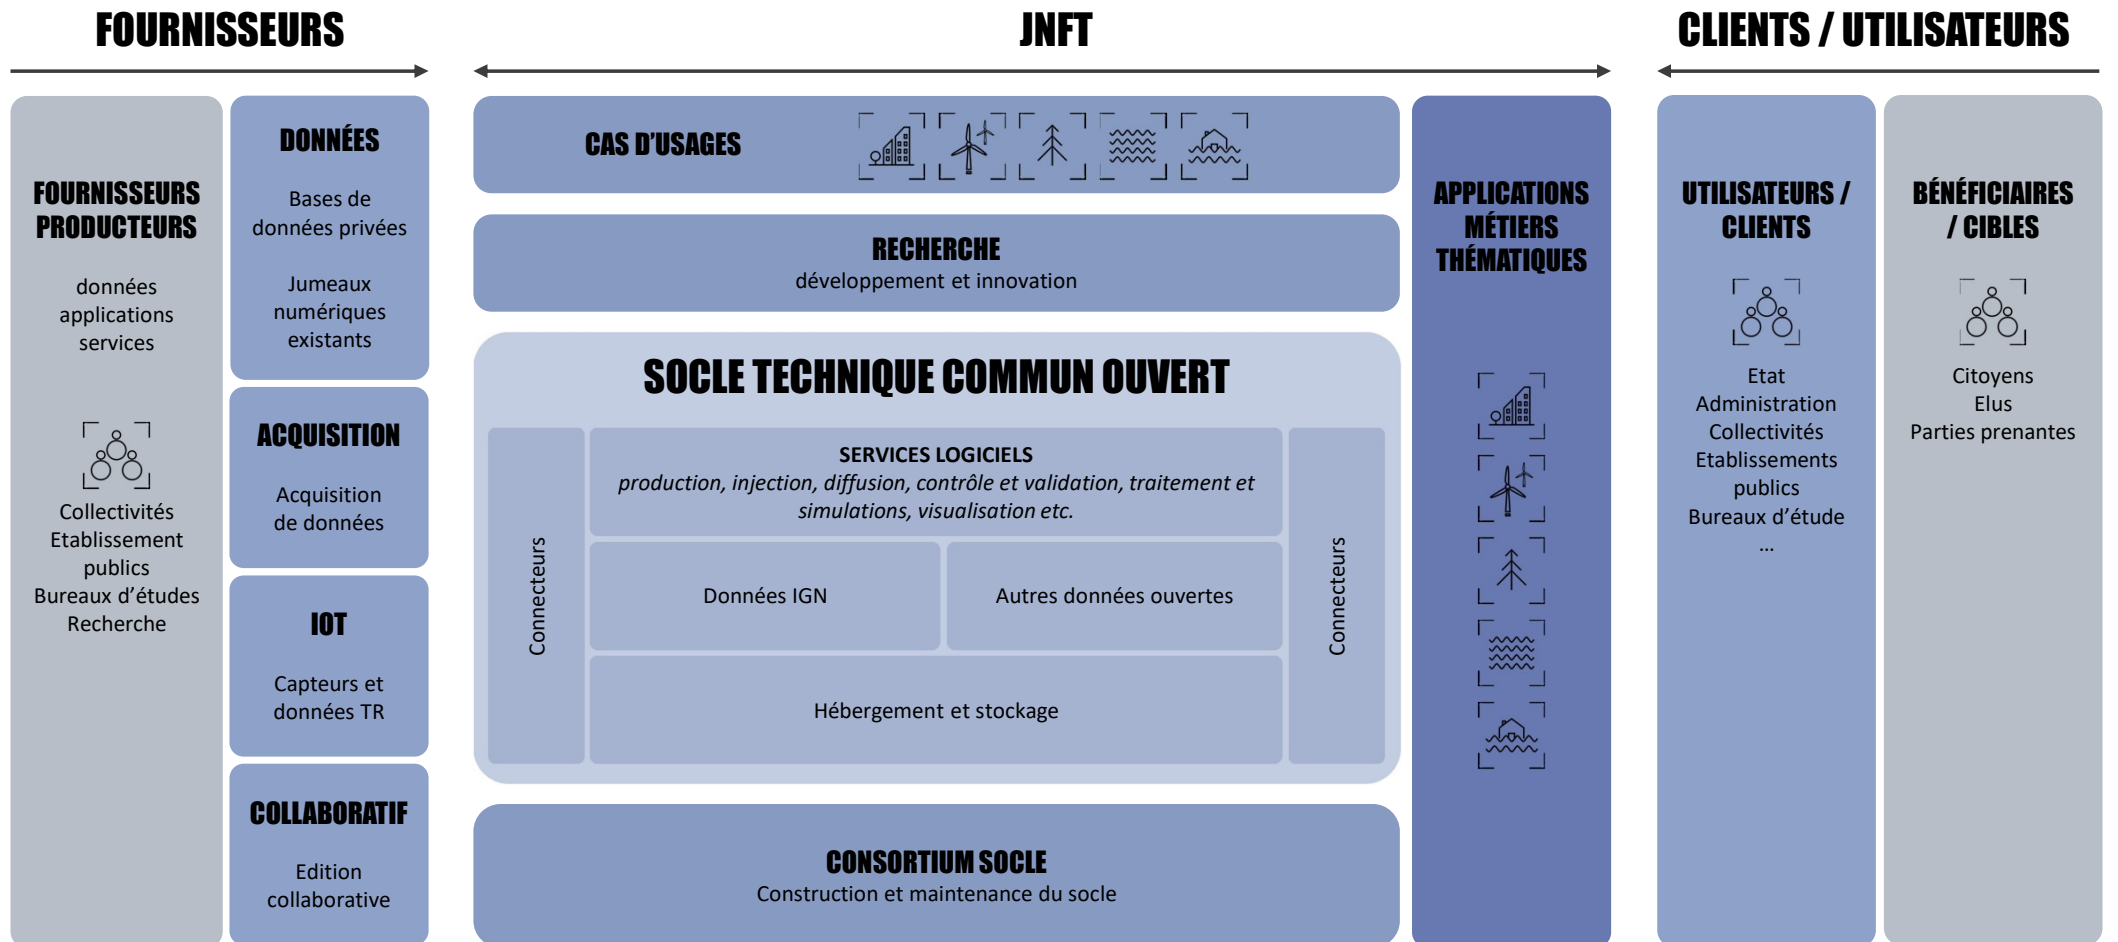 FOURNISSEURS
JNFT
CLIENTS / UTILISATEURS
FOURNISSEURS
PRODUCTEURS
données
applications
services
Collectivités
Etablissement
publics
Bureaux d'études
Recherche
DONNÉES
Bases de
données privées
Jumeaux
numériques
existants
ACQUISITION
Acquisition
de données
IOT
Capteurs et
données TR
COLLABORATIF
Edition
collaborative
CAS D'USAGES
RECHERCHE
développement et innovation
SOCLE TECHNIQUE COMMUN OUVERT
Connecteurs
SERVICES LOGICIELS
production, injection, diffusion, contrôle et validation, traitement et
simulations, visualisation etc.
Données IGN
Autres données ouvertes
Hébergement et stockage
Connecteurs
CONSORTIUM SOCLE
Construction et maintenance du socle
APPLICATIONS
MÉTIERS
THÉMATIQUES
UTILISATEURS /
CLIENTS
Etat
Administration
Collectivités
Etablissements
publics
Bureaux d'étude
...
BÉNÉFICIAIRES
/ CIBLES
Citoyens
Elus
Parties prenantes